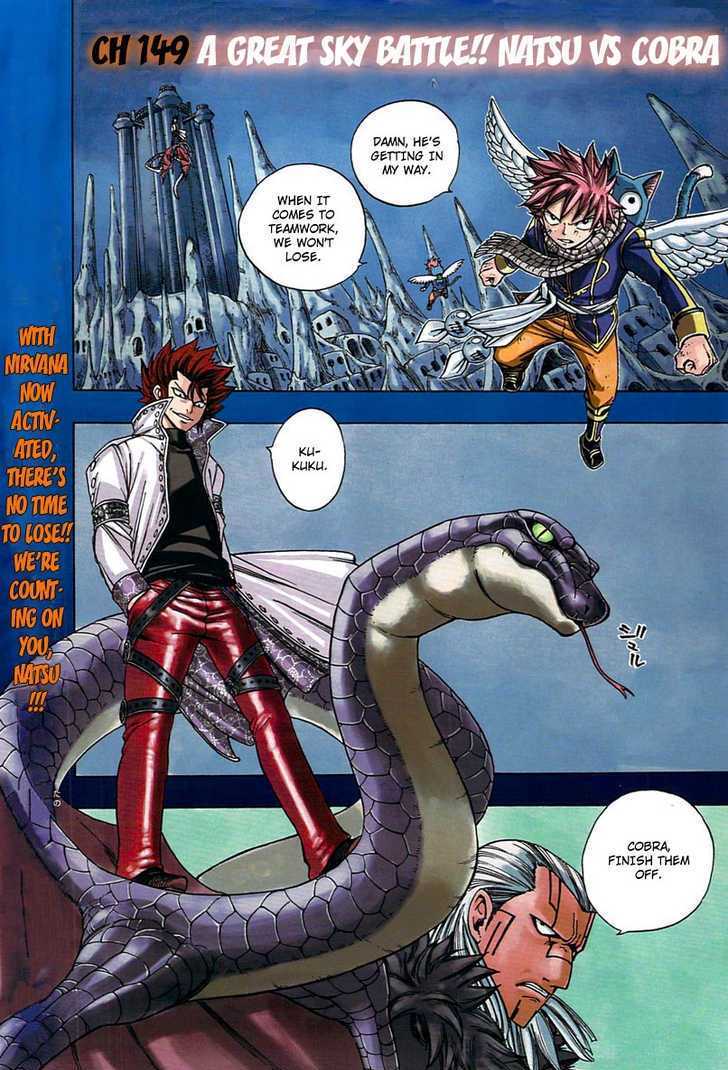 CH 149 A GREAT SKY BATTLE!! NATSU VS COBRA
DAMN, HE'S
GETTING IN
MY WAY.
WHEN IT
COMES TO
TEAMWORK,
WE WON'T
LOSE.
WITH
NIRVANA
NOW
ACTIV-
ATED,
THERE'S
NO TIME
TO LOSE!!
WE'RE
COUNT-
ING ON
YOU,
NATSU
!!!
KU-
KUKU.
COBRA,
FINISH THEM
OFF.